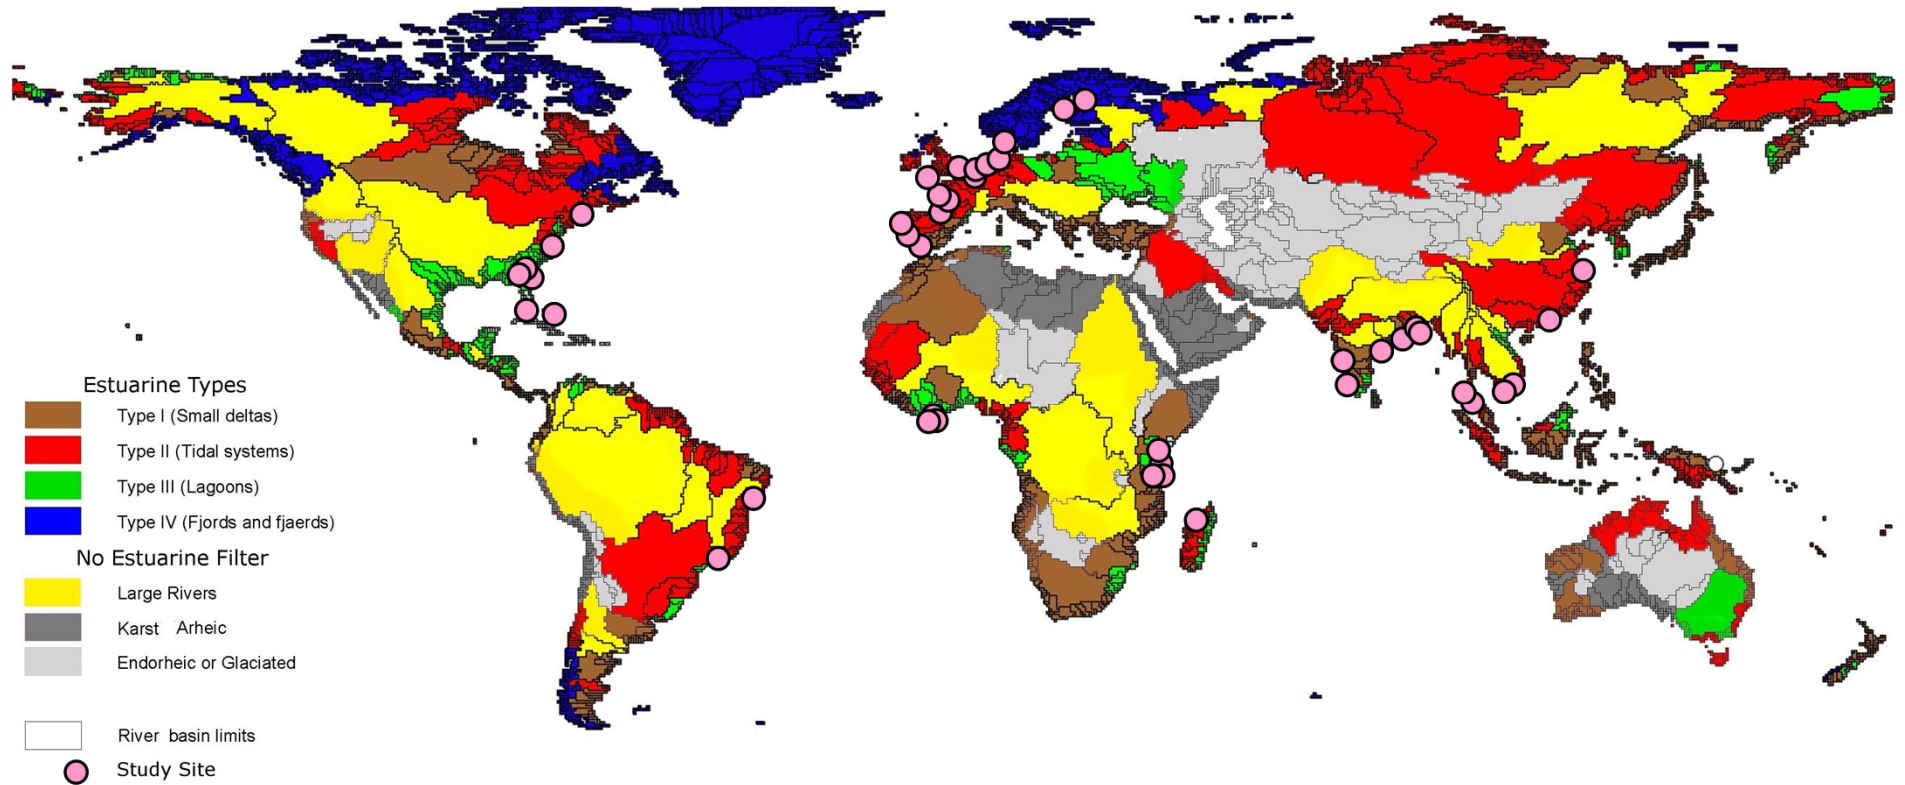 Estuarine Types
Type I (Small deltas)
Type II (Tidal systems)
Type III (Lagoons)
Type IV (Fjords and fjaerds)
No Estuarine Filter
Large Rivers
Karst Arheic
Endorheic or Glaciated
River basin limits
Study Site